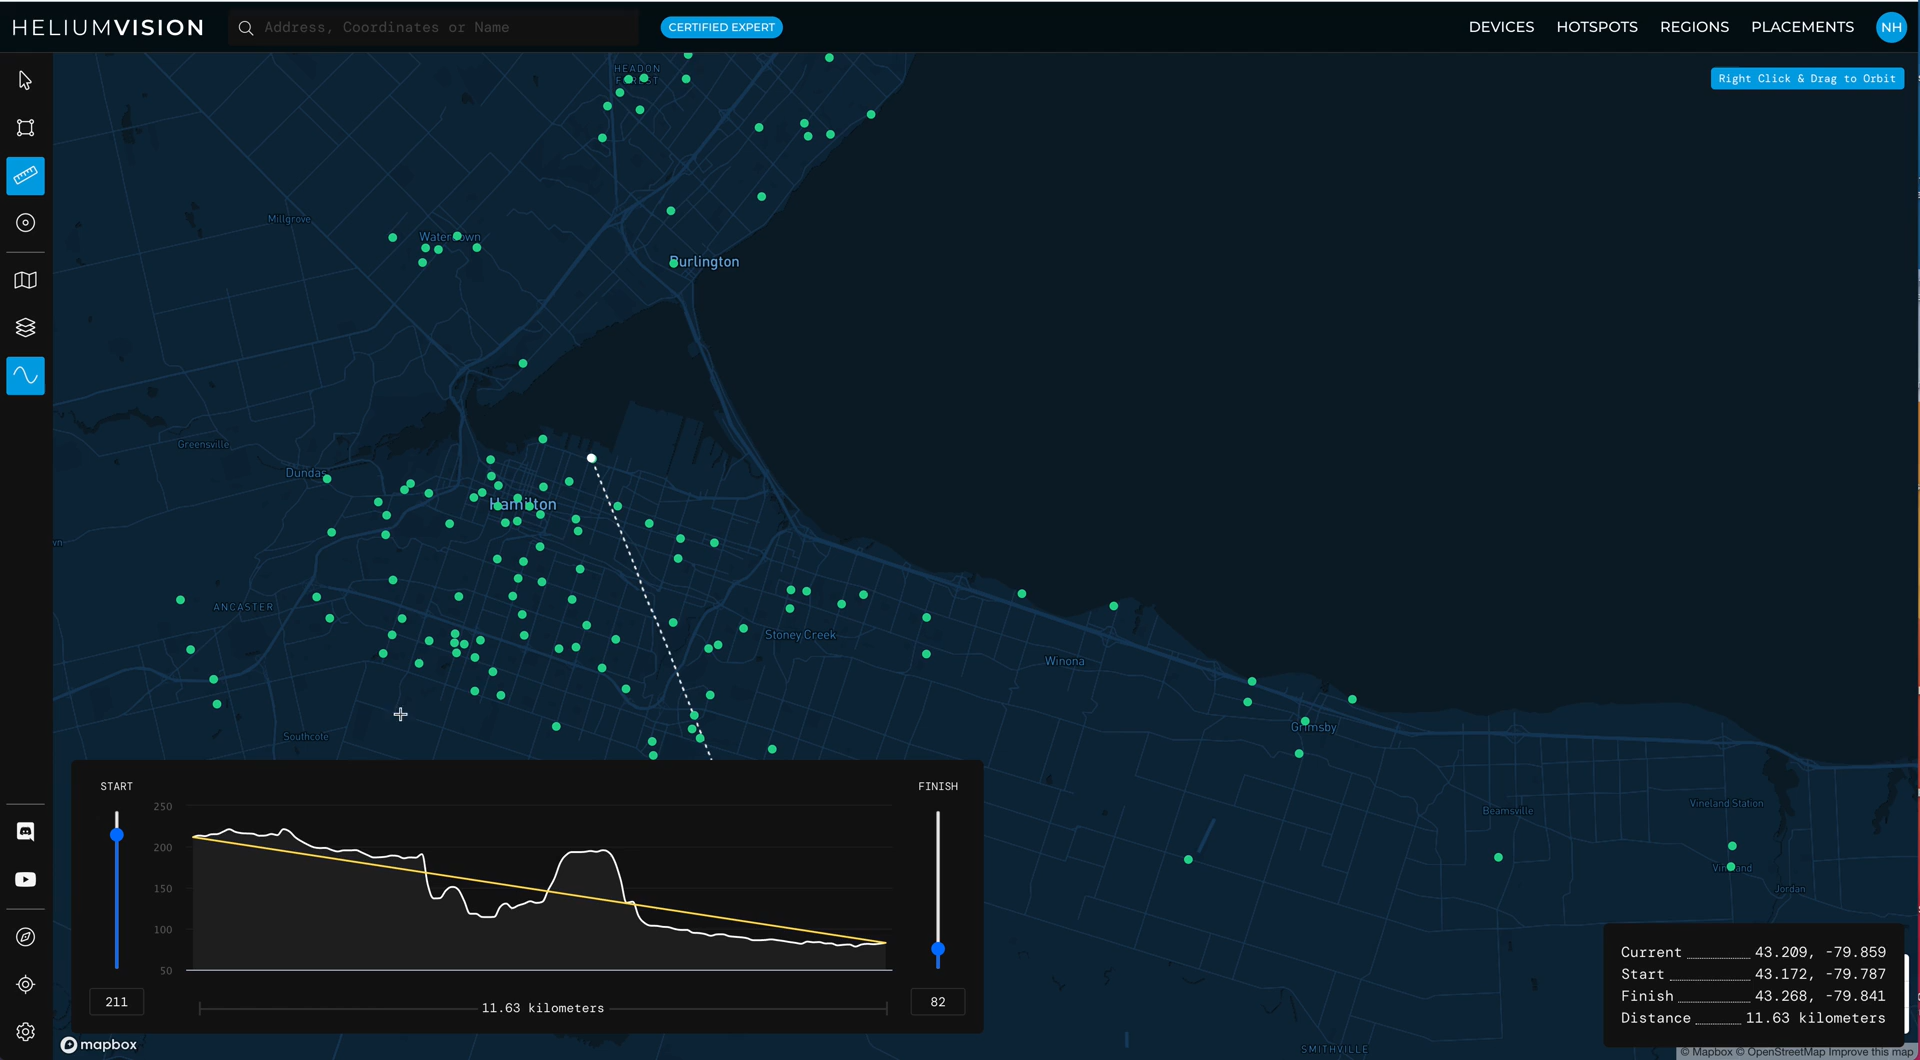 HELIUMVISION
Address, Coordinates or Name
CERTIFIED EXPERT
DEVICES HOTSPOTS REGIONS PLACEMENTS NH
Right Click & Drag to Orbit
HEADON
FOREST
Millgrove
Waterdown
Burlington
Greensville
Dundas
Hamilton
ANCASTER
Stoney Creek
Winona
Southcote
Grimsby
Beamsville
Vineland Station
Vineland
Jordan
SMITHVILLE
START
FINISH
250
200
150
100
50
211
11.63 kilometers
82
Current 43.209, -79.859
Start 43.172, -79.787
Finish 43.268, -79.841
Distance 11.63 kilometers
mapbox
© Mapbox © OpenStreetMap Improve this map